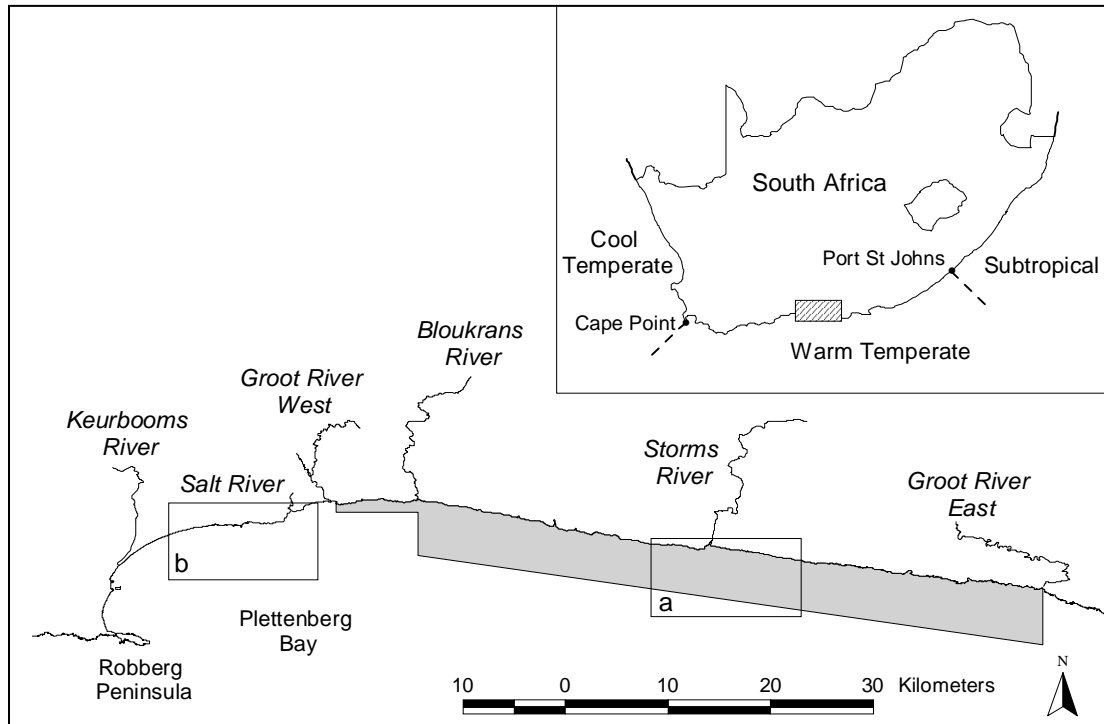 South Africa
Cool
Temperate
Port St Johns
Subtropical
Cape Point
Warm Temperate
Bloukrans
River
Groot River
West
Keurbooms
River
Salt River
Storms
River
Groot River
East
b
a
Plettenberg
Bay
Robberg
Peninsula
10 0 10 20 30 Kilometers
N